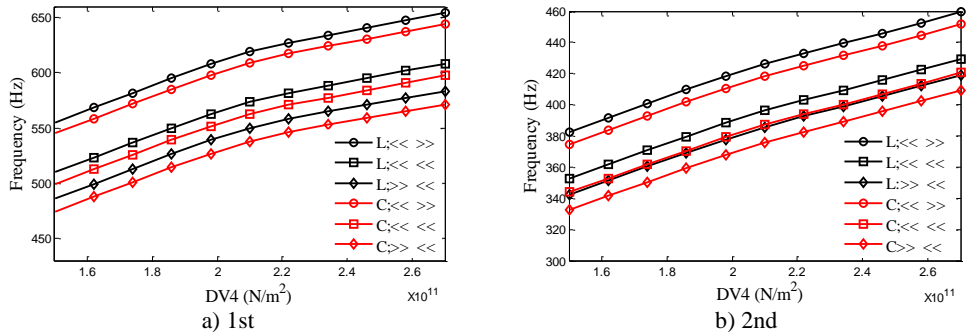 650
600
550
500
450
Frequency (Hz)
L;<< >>
L;<< <<
L;>> <<
C;<< >>
C;<< <<
C;>> <<
1.6 1.8 2 2.2 2.4 2.6
DV4 (N/m²)
X10¹¹
a) 1st
460
440
420
400
380
360
340
320
300
Frequency (Hz)
L;<< >>
L;<< <<
L:>> <<
C;<< >>
C;<< <<
C>> <<
1.6 1.8 2 2.2 2.4 2.6
DV4 (N/m²)
X10¹¹
b) 2nd